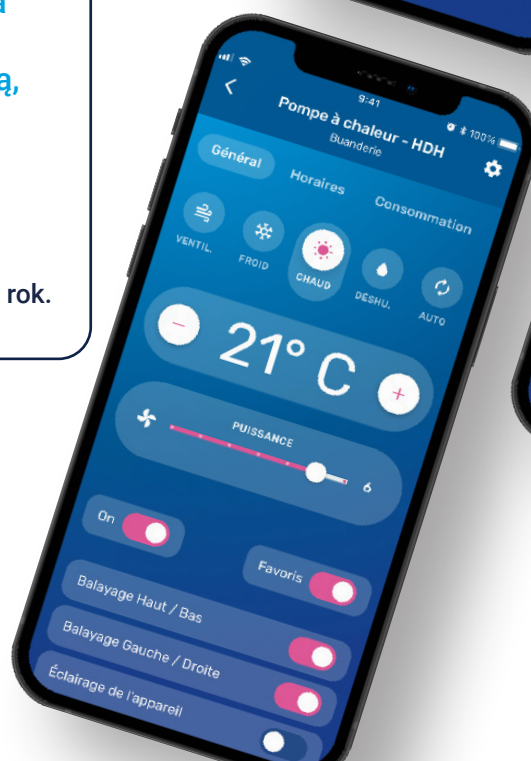 ą,
rok.
9:41
100%
Pompe à chaleur - HDH
Buanderie
Général
Horaires
Consommation
VENTIL.
FROID
CHAUD
DÉSHU.
AUTO
21° C
PUISSANCE
6
On
Favoris
Balayage Haut / Bas
Balayage Gauche / Droite
Éclairage de l'appareil